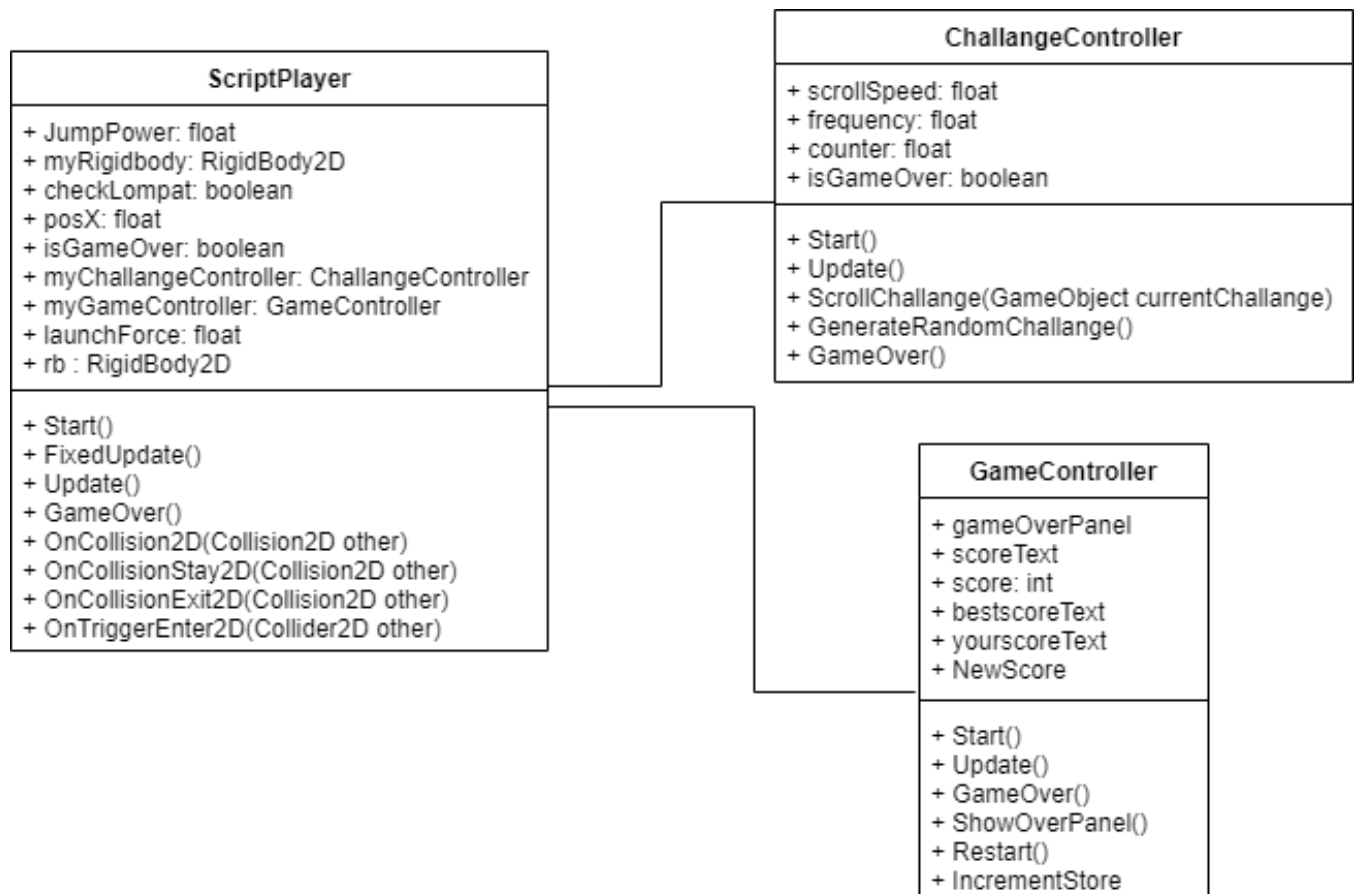 ScriptPlayer
+ JumpPower: float
+ myRigidbody: RigidBody2D
+ checkLompat: boolean
+ posX: float
+ isGameOver: boolean
+ myChallangeController: ChallangeController
+ myGameController: GameController
+ launchForce: float
+ rb : RigidBody2D
+ Start()
+ FixedUpdate()
+ Update()
+ GameOver()
+ OnCollision2D(Collision2D other)
+ OnCollisionStay2D(Collision2D other)
+ OnCollisionExit2D(Collision2D other)
+ OnTriggerEnter2D(Collider2D other)
ChallangeController
+ scrollSpeed: float
+ frequency: float
+ counter: float
+ isGameOver: boolean
+ Start()
+ Update()
+ ScrollChallange(GameObject currentChallange)
+ GenerateRandomChallange()
+ GameOver()
GameController
+ gameOverPanel
+ scoreText
+ score: int
+ bestscoreText
+ yourscoreText
+ NewScore
+ Start()
+ Update()
+ GameOver()
+ ShowOverPanel()
+ Restart()
+ IncrementStore